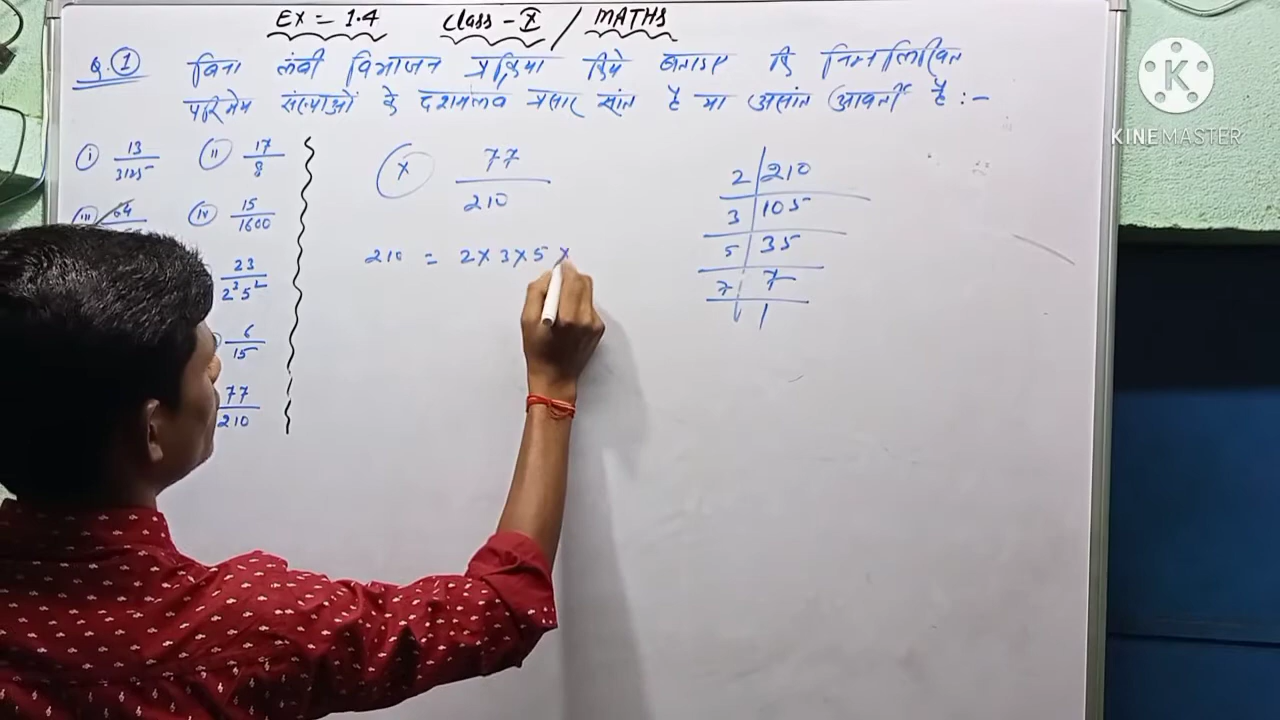 EX = 1.4 Class - X / MATHS
Q. ① बिना लंबी विभाजन प्रक्रिया किये बताइए कि निम्नलिखित
परिमेय संख्याओं के दशमलव प्रसार सांत है या असांत आवर्ती है :-
(i) 13/3125 (ii) 17/8
(iii) 64 (iv) 15/1600
23/2³5²
6/15
77/210
(x) 77/210
210 = 2 x 3 x 5 x
2 | 210
3 | 105
5 | 35
7 | 7
1
KINEMASTER